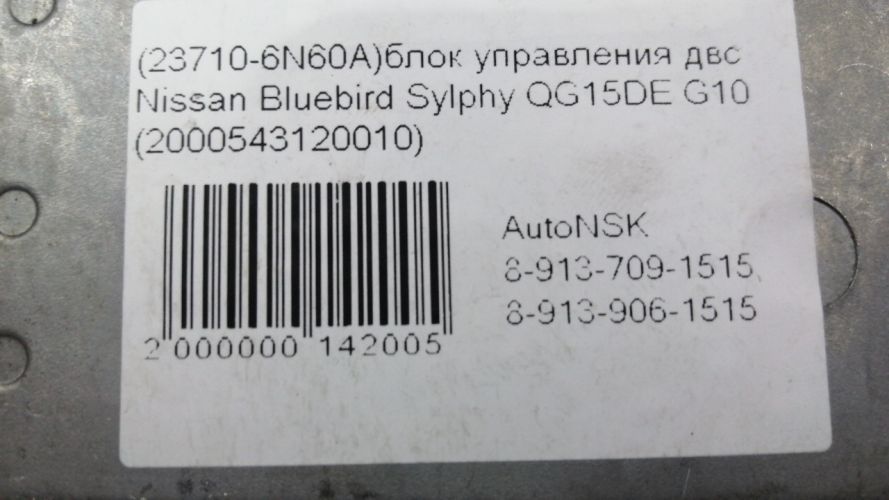 (23710-6N60A)блок управления двс
Nissan Bluebird Sylphy QG15DE G10
(2000543120010)
AutoNSK
8-913-709-1515,
8-913-906-1515
2 000000 142005